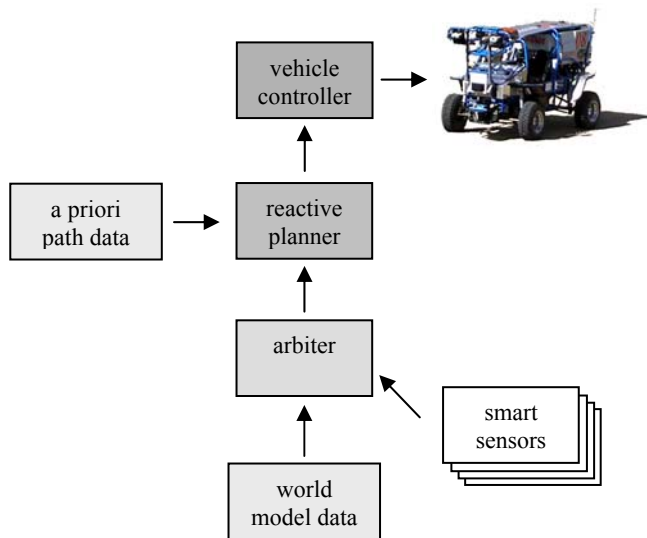 vehicle
controller
a priori
path data
reactive
planner
arbiter
smart
sensors
world
model data